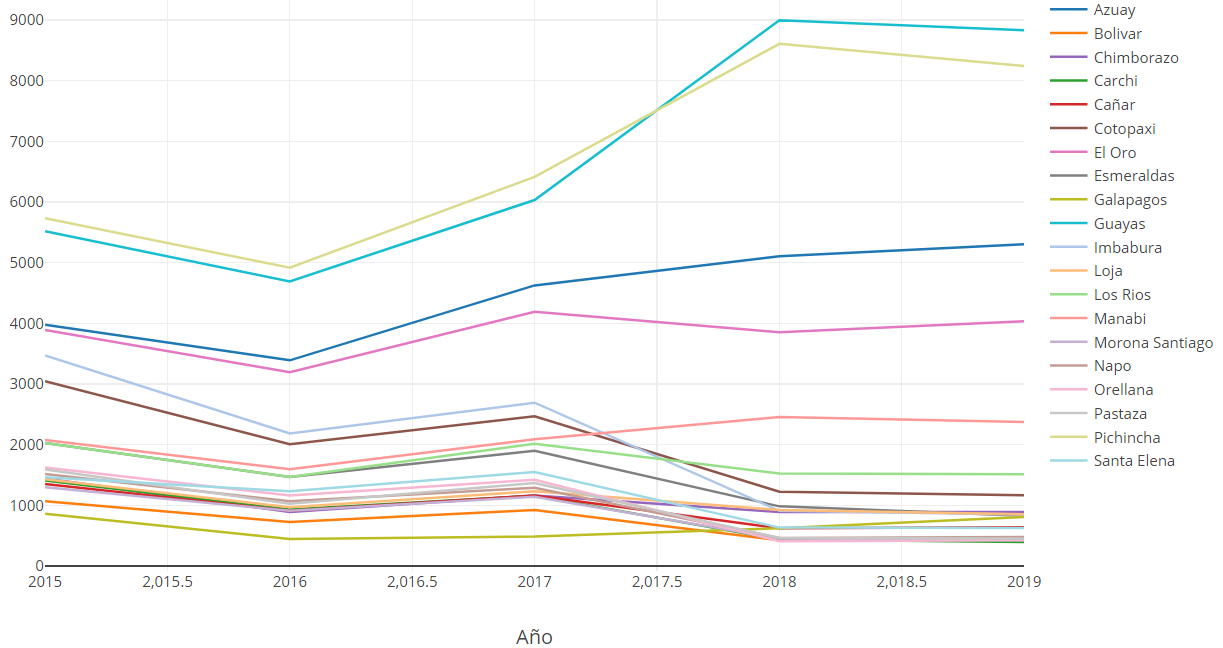 9000
8000
7000
6000
5000
4000
3000
2000
1000
0
2015
2,015.5
2016
2,016.5
2017
2,017.5
2018
2,018.5
2019
Año
Azuay
Bolivar
Chimborazo
Carchi
Cañar
Cotopaxi
El Oro
Esmeraldas
Galapagos
Guayas
Imbabura
Loja
Los Rios
Manabi
Morona Santiago
Napo
Orellana
Pastaza
Pichincha
Santa Elena